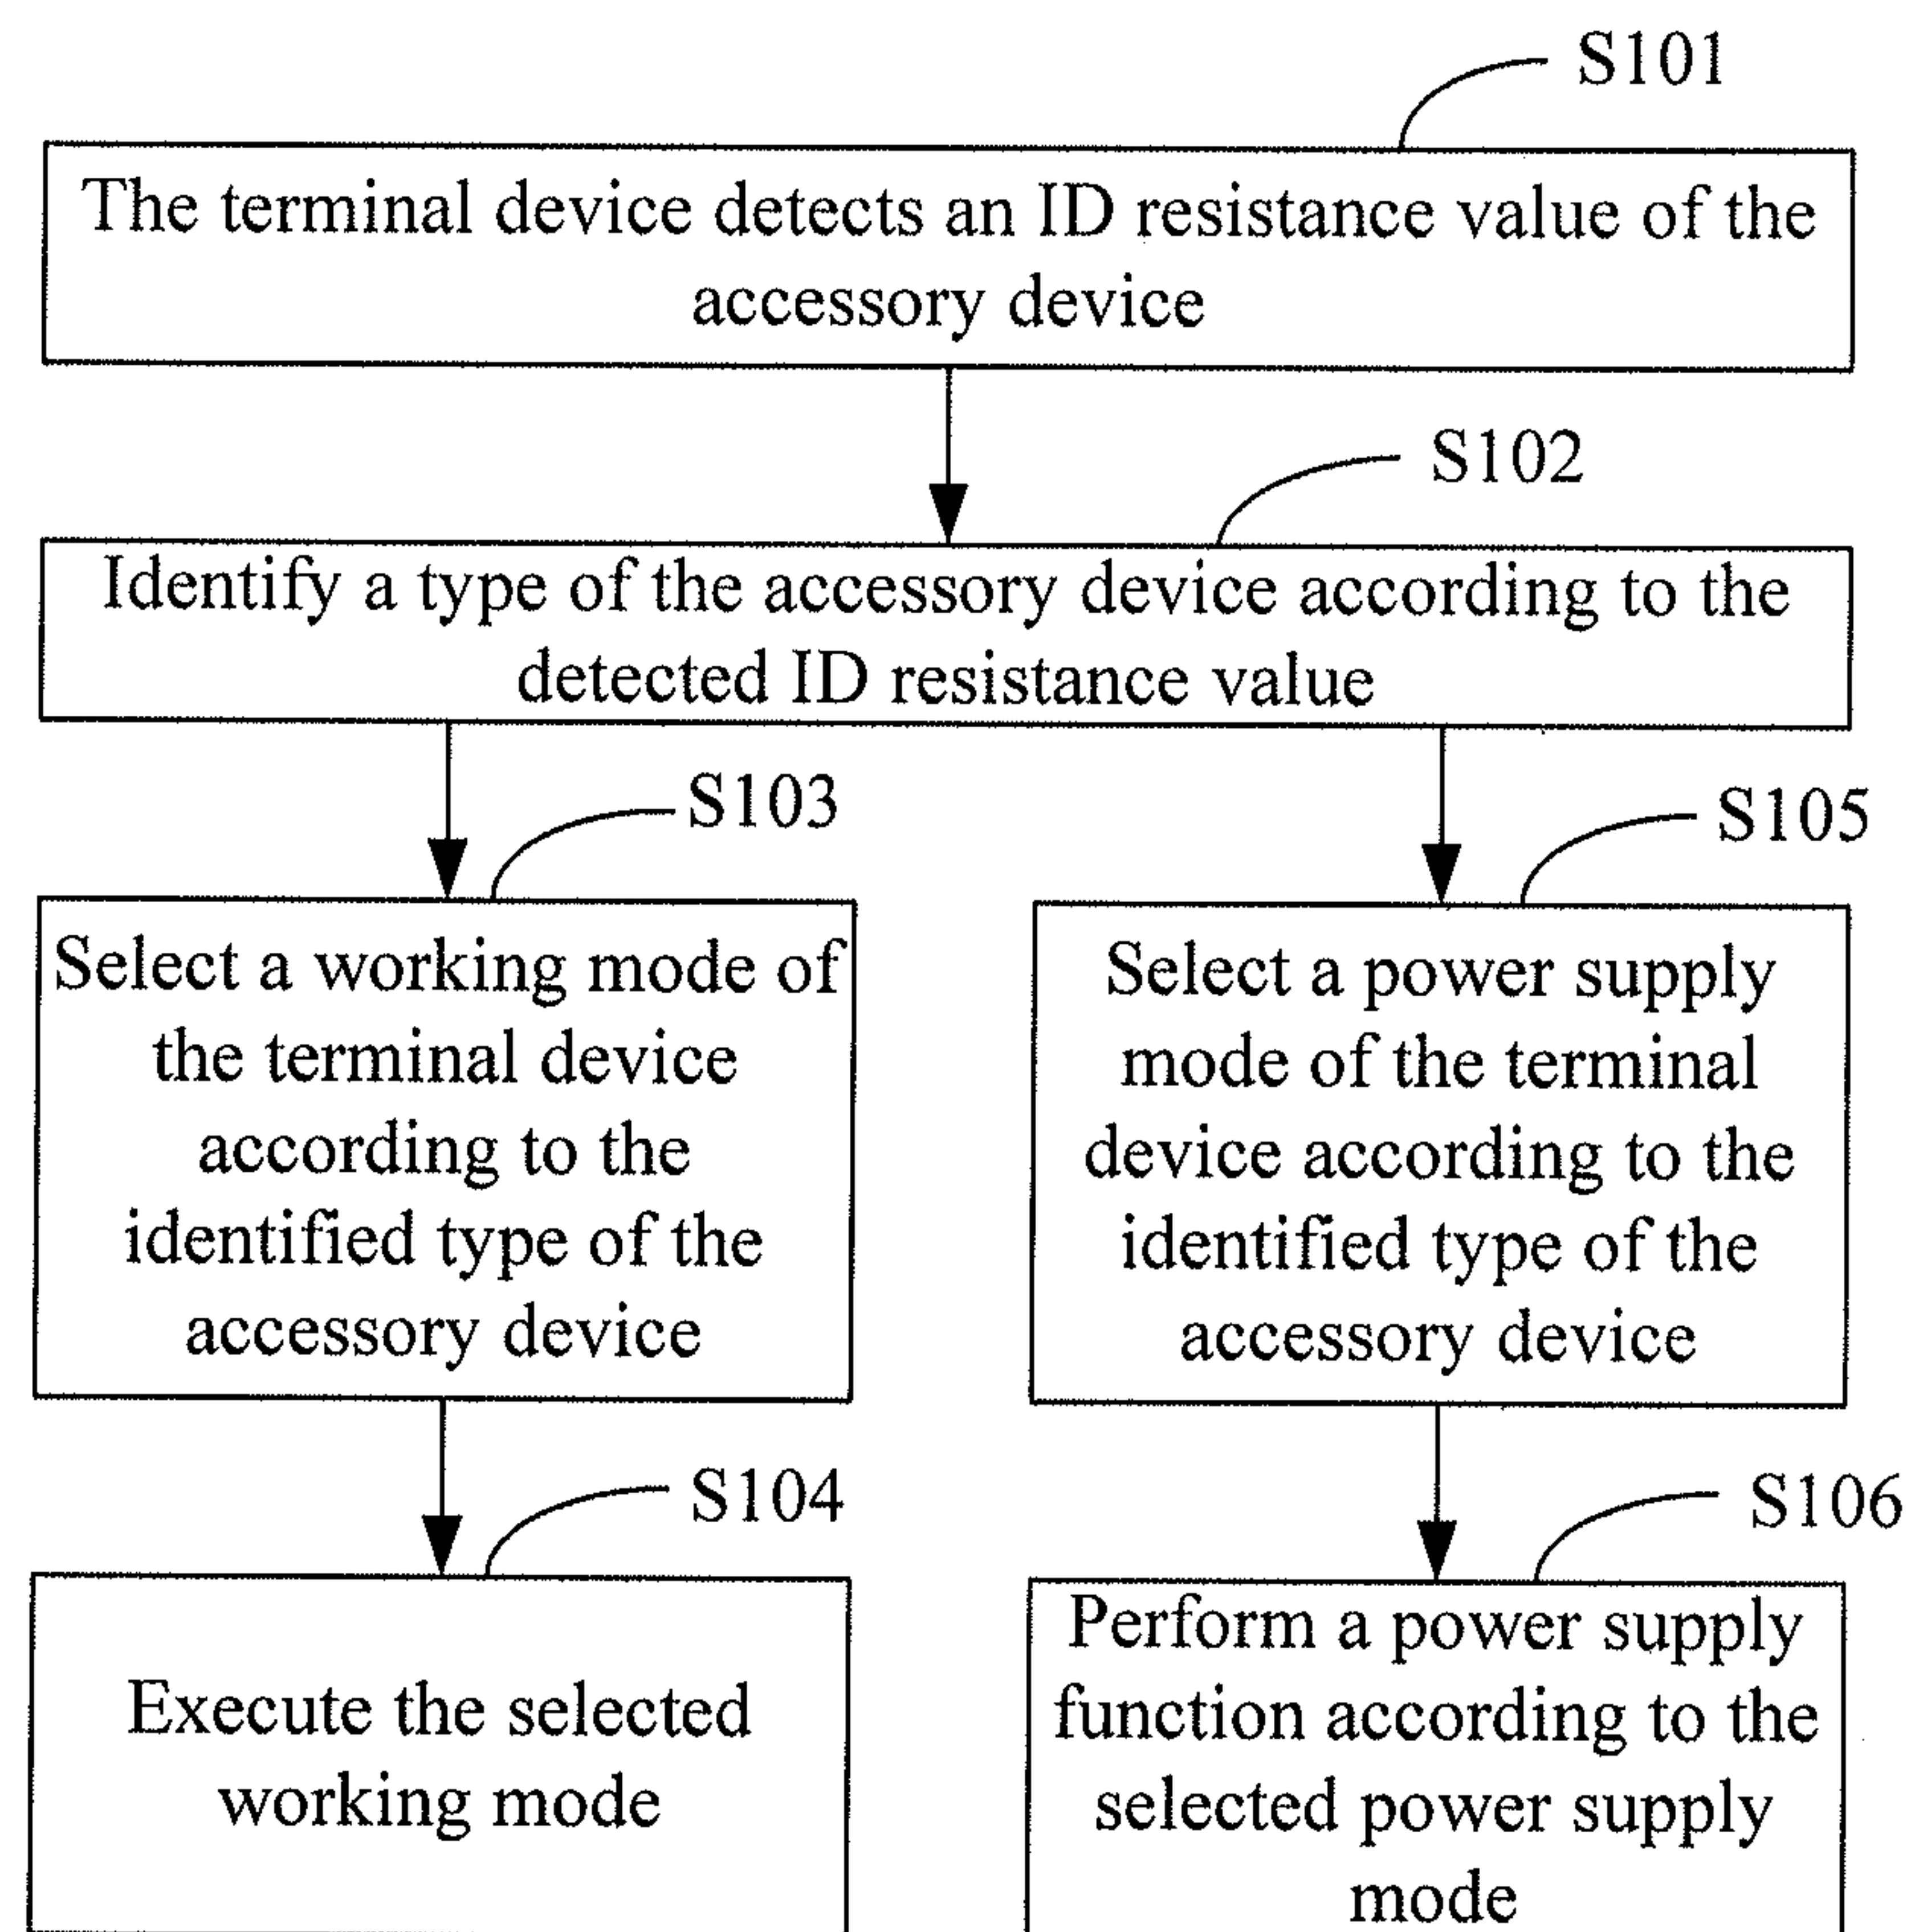 S101
The terminal device detects an ID resistance value of the
accessory device
S102
Identify a type of the accessory device according to the
detected ID resistance value
S103
Select a working mode of
the terminal device
according to the
identified type of the
accessory device
S105
Select a power supply
mode of the terminal
device according to the
identified type of the
accessory device
S104
Execute the selected
working mode
S106
Perform a power supply
function according to the
selected power supply
mode